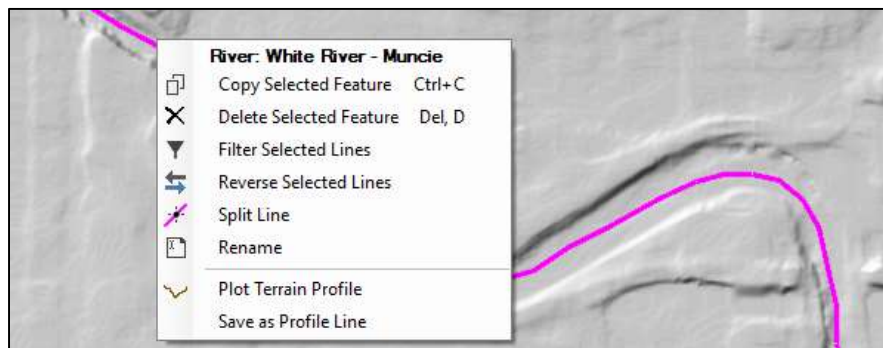 River: White River - Muncie
Copy Selected Feature Ctrl+C
Delete Selected Feature Del, D
Filter Selected Lines
Reverse Selected Lines
Split Line
Rename
Plot Terrain Profile
Save as Profile Line